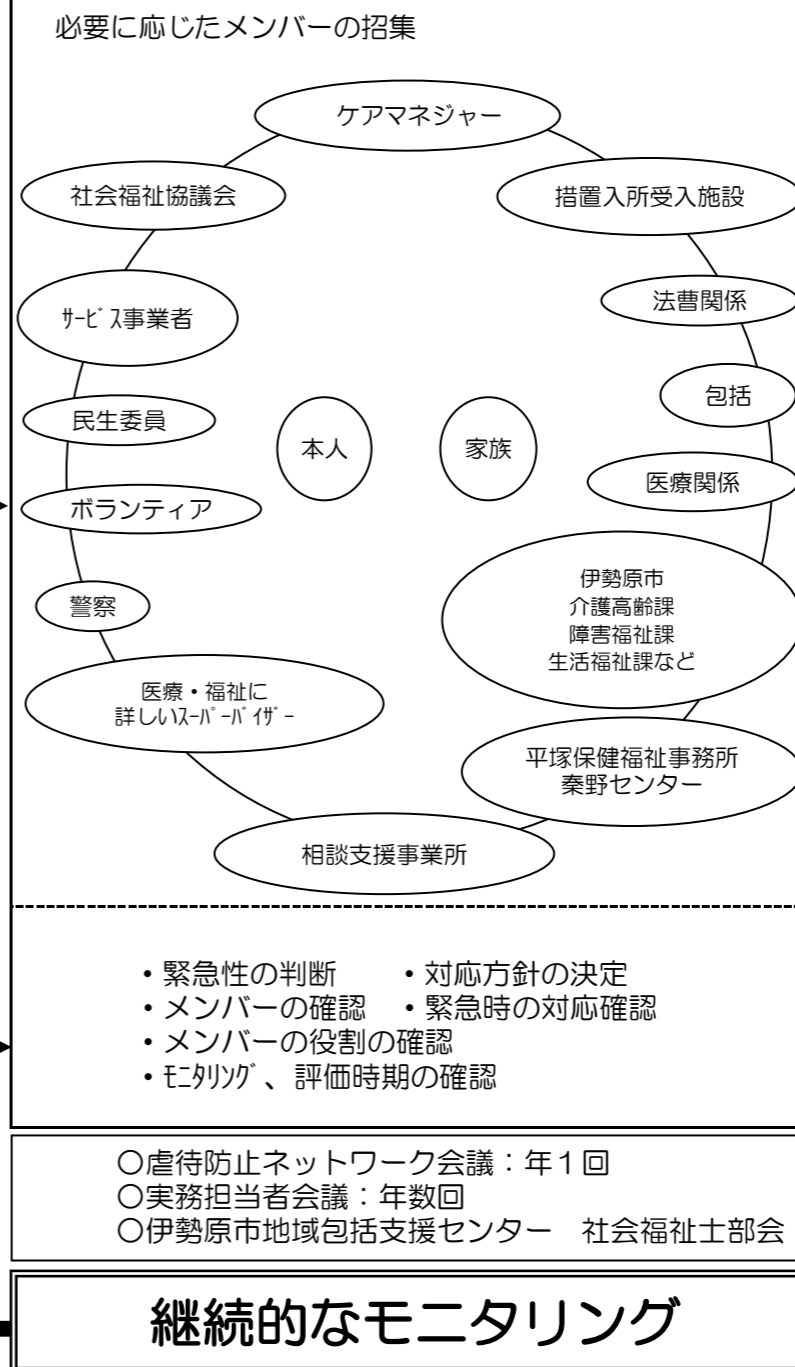 必要に応じたメンバーの招集
ケアマネジャー
社会福祉協議会
措置入所受入施設
ｻｰﾋﾞｽ事業者
法曹関係
民生委員
包括
本人
家族
医療関係
ボランティア
警察
伊勢原市
介護高齢課
障害福祉課
生活福祉課など
医療・福祉に
詳しいｽｰﾊﾟｰﾊﾞｲｻﾞｰ
平塚保健福祉事務所
秦野センター
相談支援事業所
・緊急性の判断　・対応方針の決定
・メンバーの確認　・緊急時の対応確認
・メンバーの役割の確認
・ﾓﾆﾀﾘﾝｸﾞ、評価時期の確認
○虐待防止ネットワーク会議：年１回
○実務担当者会議：年数回
○伊勢原市地域包括支援センター　社会福祉士部会
継続的なモニタリング